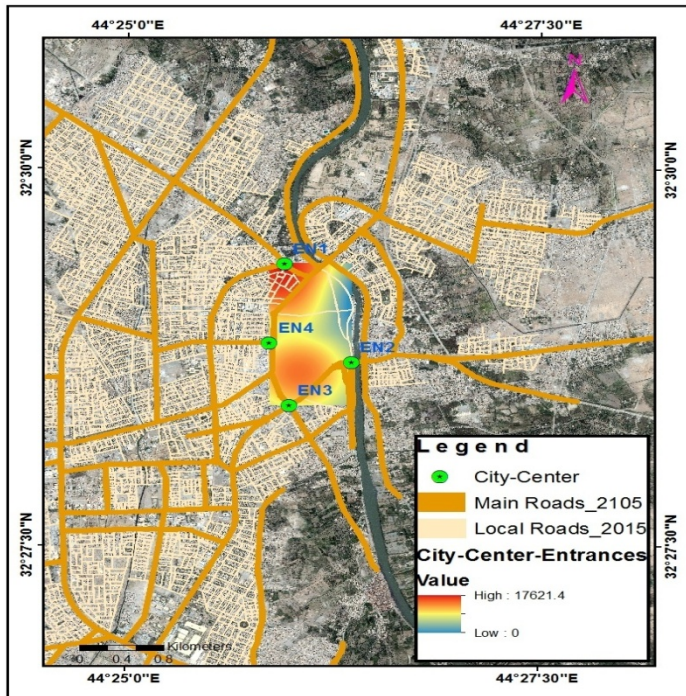 44°25'0"E
44°27'30"E
N
32°30'0"N
32°30'0"N
EN1
EN4
EN2
EN3
Legend
City-Center
Main Roads_2105
Local Roads_2015
City-Center-Entrances
Value
High : 17621.4
Low : 0
32°27'30"N
32°27'30"N
Kilometers
0 0.4 0.8
44°25'0"E
44°27'30"E